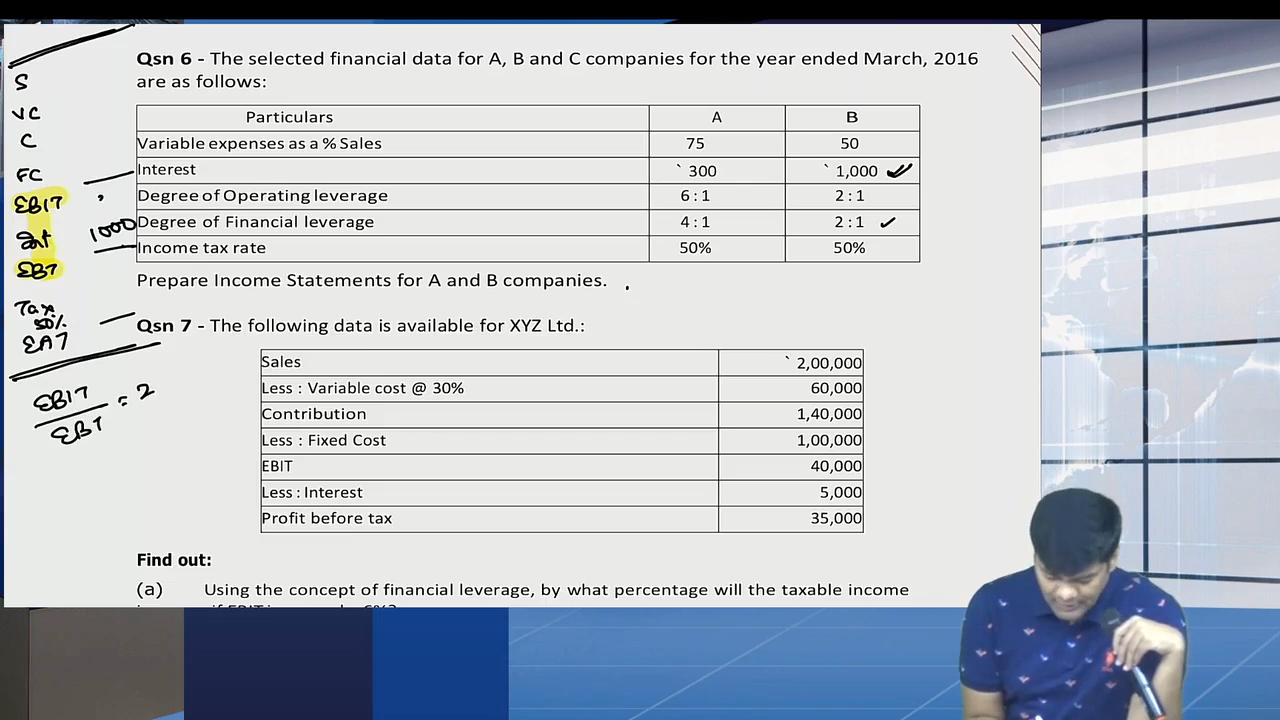 S
VC
C
FC
EBIT
Int 1000
EBT
Tax
50%
EAT
EBIT
EBT = 2
Qsn 6 - The selected financial data for A, B and C companies for the year ended March, 2016
are as follows:
Particulars A B
Variable expenses as a % Sales 75 50
Interest ` 300 ` 1,000
Degree of Operating leverage 6 : 1 2 : 1
Degree of Financial leverage 4 : 1 2 : 1
Income tax rate 50% 50%
Prepare Income Statements for A and B companies.
Qsn 7 - The following data is available for XYZ Ltd.:
Sales ` 2,00,000
Less : Variable cost @ 30% 60,000
Contribution 1,40,000
Less : Fixed Cost 1,00,000
EBIT 40,000
Less : Interest 5,000
Profit before tax 35,000
Find out:
(a) Using the concept of financial leverage, by what percentage will the taxable income